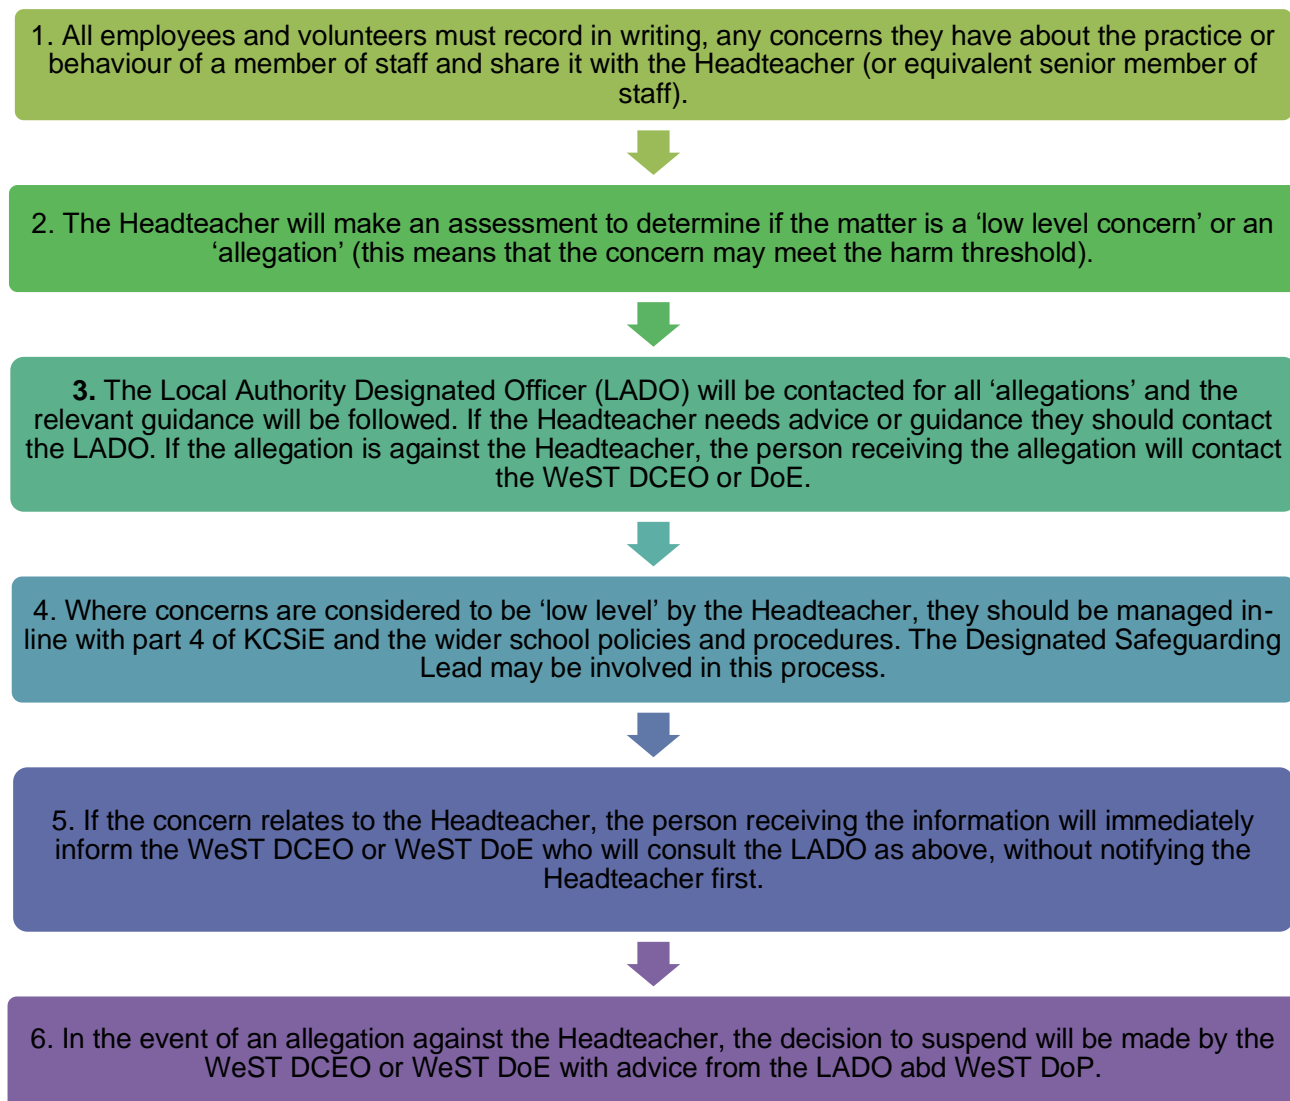 1. All employees and volunteers must record in writing, any concerns they have about the practice or
behaviour of a member of staff and share it with the Headteacher (or equivalent senior member of
staff).
2. The Headteacher will make an assessment to determine if the matter is a ‘low level concern’ or an
‘allegation’ (this means that the concern may meet the harm threshold).
3. The Local Authority Designated Officer (LADO) will be contacted for all ‘allegations’ and the
relevant guidance will be followed. If the Headteacher needs advice or guidance they should contact
the LADO. If the allegation is against the Headteacher, the person receiving the allegation will contact
the WeST DCEO or DoE.
4. Where concerns are considered to be ‘low level’ by the Headteacher, they should be managed in-
line with part 4 of KCSiE and the wider school policies and procedures. The Designated Safeguarding
Lead may be involved in this process.
5. If the concern relates to the Headteacher, the person receiving the information will immediately
inform the WeST DCEO or WeST DoE who will consult the LADO as above, without notifying the
Headteacher first.
6. In the event of an allegation against the Headteacher, the decision to suspend will be made by the
WeST DCEO or WeST DoE with advice from the LADO abd WeST DoP.